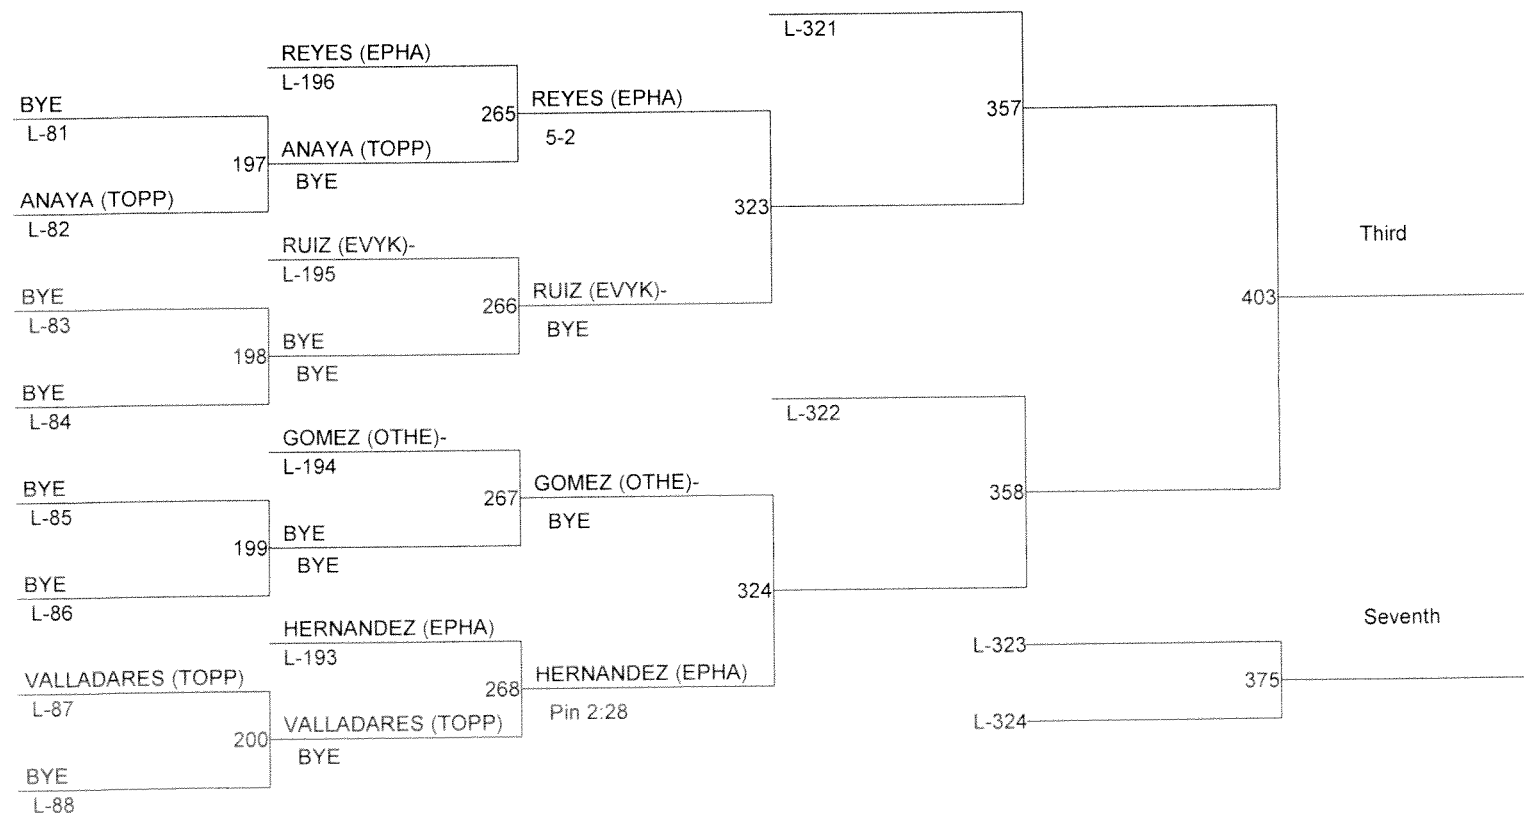 L-321
REYES (EPHA)
L-196
BYE
L-81
265
REYES (EPHA)
5-2
357
197
ANAYA (TOPP)
BYE
ANAYA (TOPP)
L-82
323
RUIZ (EVYK)-
L-195
Third
BYE
L-83
266
RUIZ (EVYK)-
BYE
403
198
BYE
BYE
BYE
L-84
L-322
GOMEZ (OTHE)-
L-194
BYE
L-85
267
GOMEZ (OTHE)-
BYE
358
199
BYE
BYE
BYE
L-86
324
HERNANDEZ (EPHA)
L-193
Seventh
L-323
VALLADARES (TOPP)
L-87
268
HERNANDEZ (EPHA)
Pin 2:28
375
200
VALLADARES (TOPP)
BYE
L-324
BYE
L-88